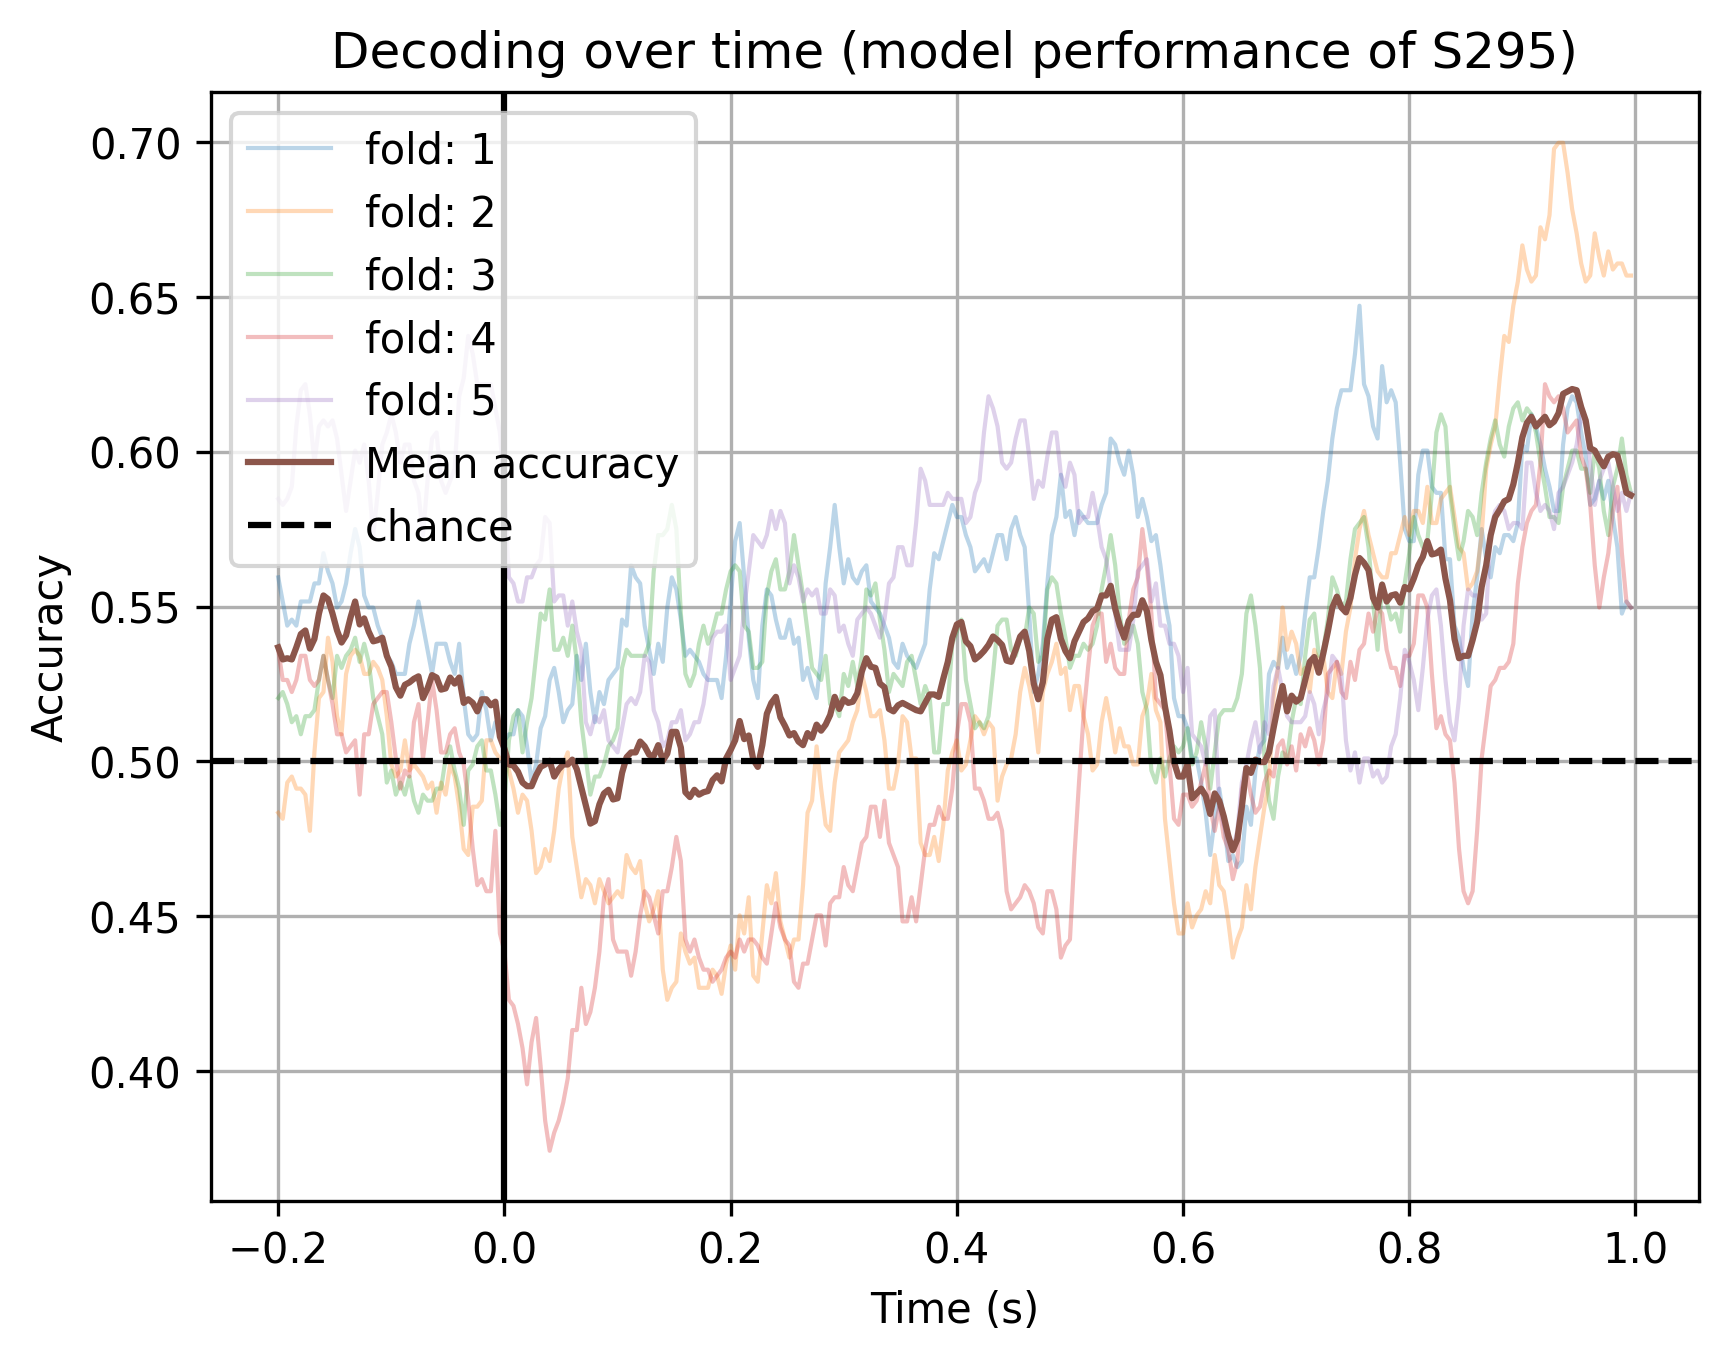 Decoding over time (model performance of S295)
fold: 1
fold: 2
fold: 3
fold: 4
fold: 5
Mean accuracy
chance
0.70
0.65
0.60
0.55
0.50
0.45
0.40
Accuracy
−0.2
0.0
0.2
0.4
0.6
0.8
1.0
Time (s)